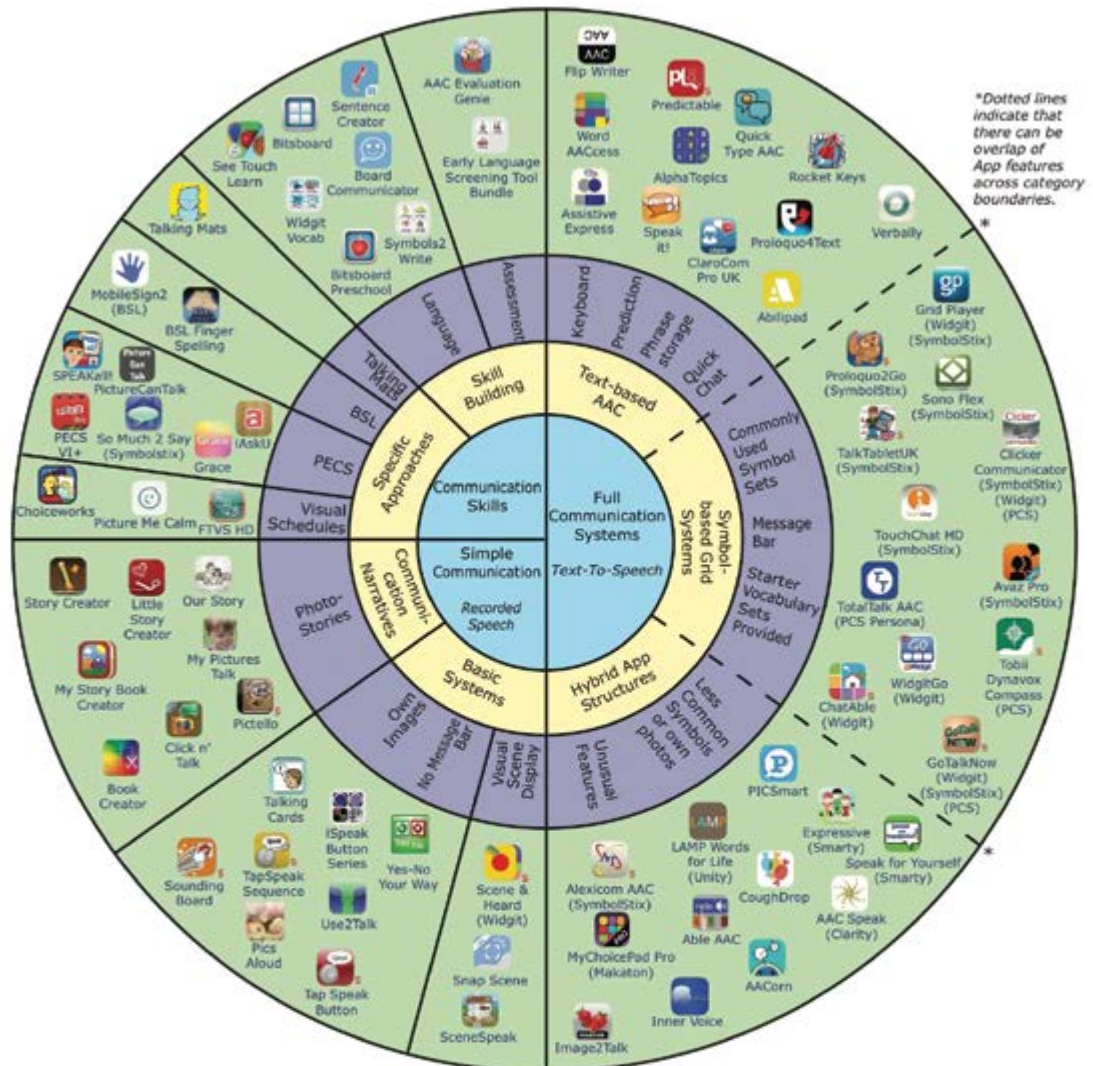 *Dotted lines
indicate that
there can be
overlap of
App features
across category
boundaries.
*
*
Communication
Skills
Simple
Communication
Recorded
Speech
Full
Communication
Systems
Text-To-Speech
Skill
Building
Text-based
AAC
Symbol-
based Grid
Systems
Hybrid App
Structures
Basic
Systems
Communi-
cation
Narratives
Specific
Approaches
Assessment
Language
Talking
Mats
BSL
PECS
Visual
Schedules
Photo-
Stories
Own
Images
No Message
Bar
Visual
Scene
Display
Unusual
Features
Less
Common
Symbols
or own
photos
Starter
Vocabulary
Sets
Provided
Message
Bar
Commonly
Used
Symbol
Sets
Quick
Chat
Phrase
storage
Prediction
Keyboard
AAC Evaluation
Genie
Early Language
Screening Tool
Bundle
Sentence
Creator
Bitsboard
See Touch
Learn
Board
Communicator
Widgit
Vocab
Symbols2
Write
Bitsboard
Preschool
Talking Mats
MobileSign2
(BSL)
BSL Finger
Spelling
SPEAKall!
PictureCanTalk
PECS
VI+
So Much 2 Say
(Symbolstix)
Grace
iAskU
Choiceworks
Picture Me Calm
FTVS HD
Story Creator
Little
Story
Creator
Our Story
My Pictures
Talk
My Story Book
Creator
Pictello
Click n'
Talk
Book
Creator
Talking
Cards
iSpeak
Button
Series
Yes-No
Your Way
Sounding
Board
TapSpeak
Sequence
Use2Talk
Pics
Aloud
Tap Speak
Button
Scene &
Heard
(Widgit)
Snap Scene
SceneSpeak
AAC
AAC
Flip Writer
Predictable
Word
AACcess
Quick
Type AAC
AlphaTopics
Rocket Keys
Assistive
Express
Speak
it!
ClaroCom
Pro UK
Proloquo4Text
Verbally
Abilipad
gp
Grid Player
(Widgit)
(SymbolStix)
Proloquo2Go
(SymbolStix)
Sono Flex
(SymbolStix)
TalkTabletUK
(SymbolStix)
Clicker
Clicker
Communicator
(SymbolStix)
(Widgit)
(PCS)
TouchChat HD
(SymbolStix)
Avaz Pro
(SymbolStix)
TotalTalk AAC
(PCS Persona)
Tobii
Dynavox
Compass
(PCS)
GO
WidgitGo
(Widgit)
ChatAble
(Widgit)
GoTalk
NOW
GoTalkNow
(Widgit)
(SymbolStix)
(PCS)
P
PICSmart
LAMP
LAMP Words
for Life
(Unity)
Expressive
(Smarty)
Speak for Yourself
(Smarty)
CoughDrop
AAC Speak
(Clarity)
Alexicom AAC
(SymbolStix)
Able AAC
MyChoicePad Pro
(Makaton)
AACorn
Inner Voice
Image2Talk